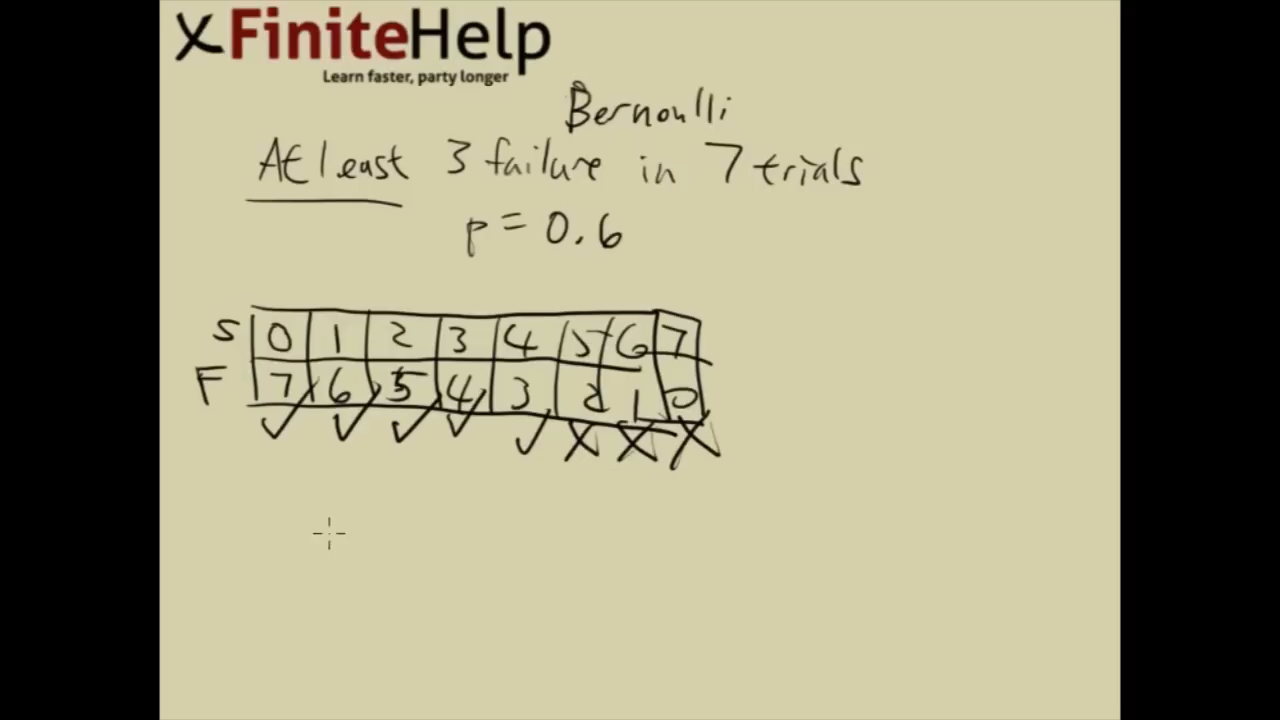 XFiniteHelp
Learn faster, party longer
Bernoulli
At least 3 failure in 7 trials
p = 0.6
S 0 1 2 3 4 5 6 7
F 7 6 5 4 3 2 1 0
✓ ✓ ✓ ✓ ✓ X X X